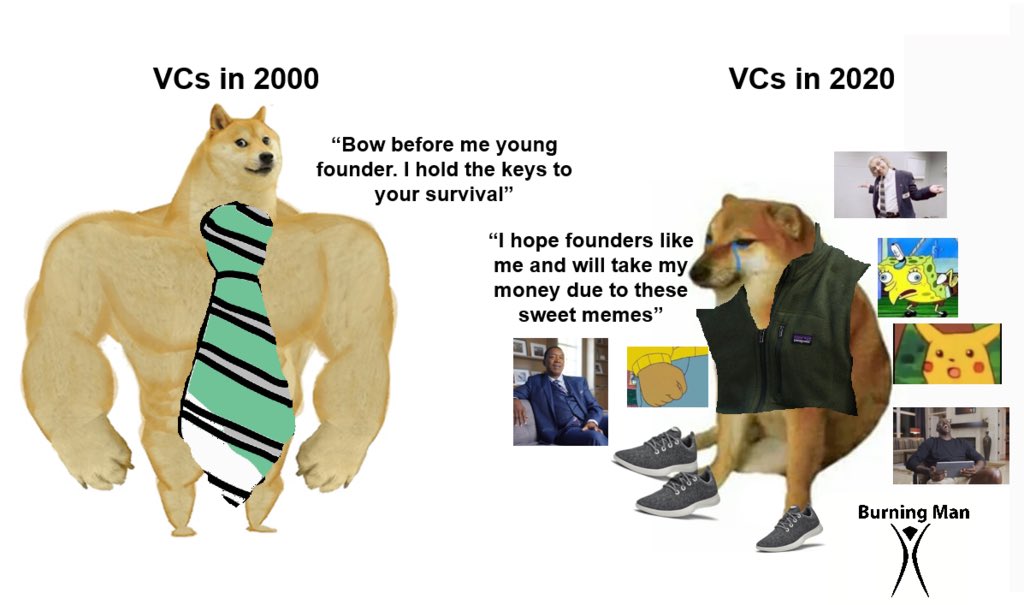 VCs in 2000
“Bow before me young
founder. I hold the keys to
your survival”
VCs in 2020
“I hope founders like
me and will take my
money due to these
sweet memes”
patagonia
Burning Man